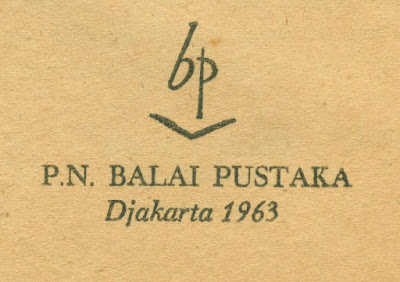 bp
P.N. BALAI PUSTAKA
Djakarta 1963